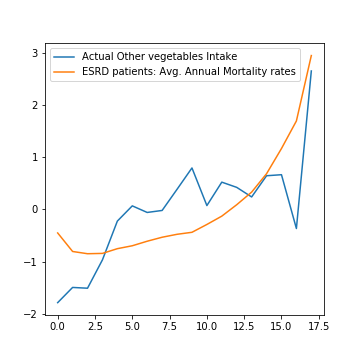 3
Actual Other vegetables Intake
ESRD patients: Avg. Annual Mortality rates
2
1
0
−1
−2
0.0 2.5 5.0 7.5 10.0 12.5 15.0 17.5